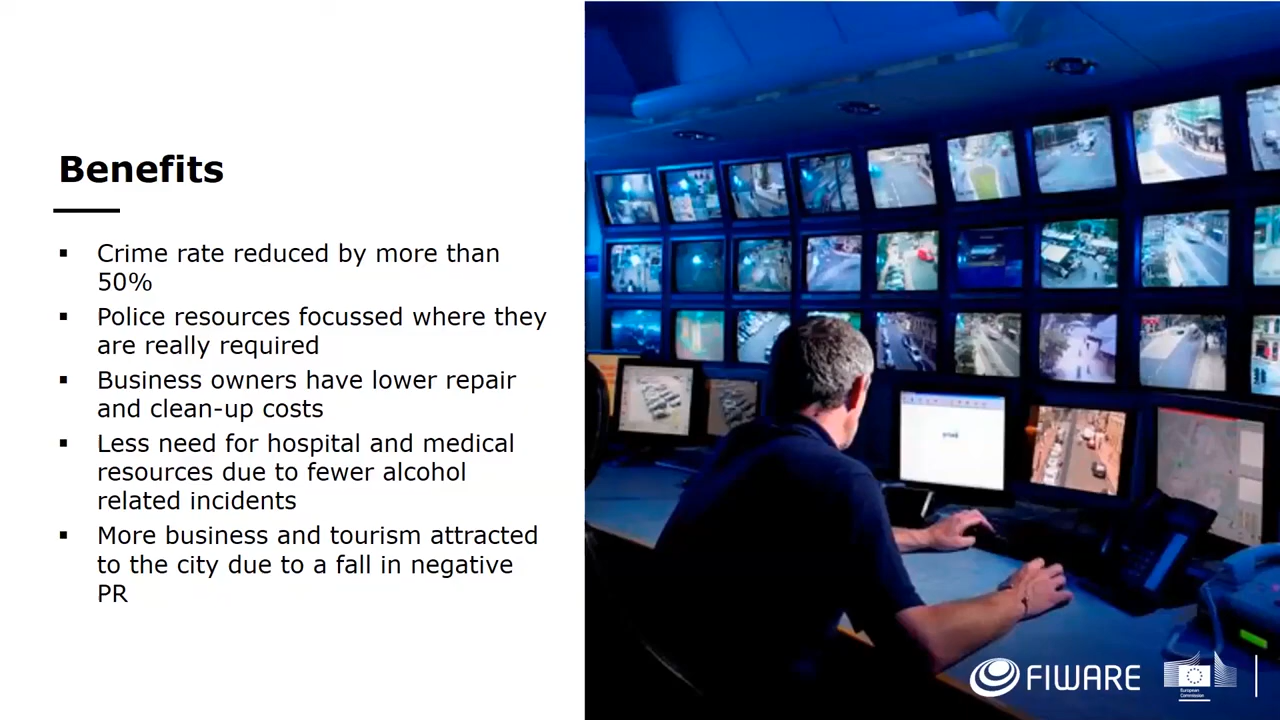 Benefits
▪ Crime rate reduced by more than
50%
▪ Police resources focussed where they
are really required
▪ Business owners have lower repair
and clean-up costs
▪ Less need for hospital and medical
resources due to fewer alcohol
related incidents
▪ More business and tourism attracted
to the city due to a fall in negative
PR
FIWARE
European
Commission